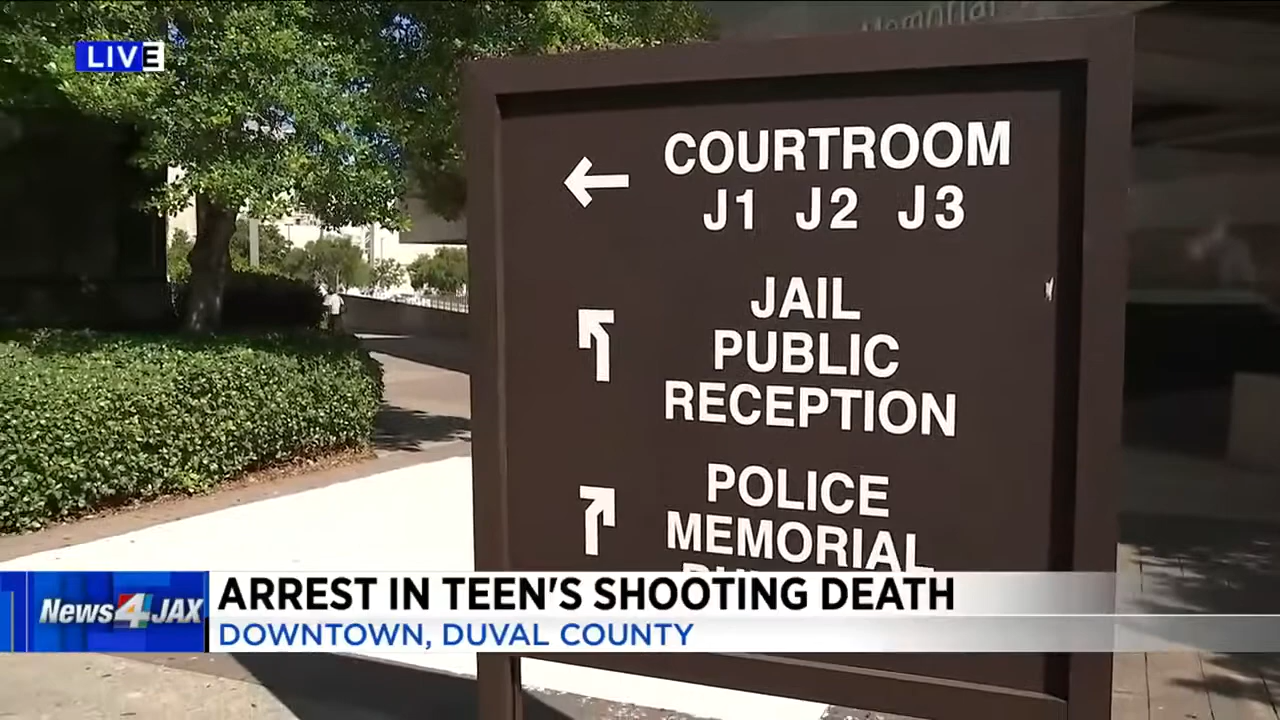 Memorial
LIVE
COURTROOM
J1 J2 J3
JAIL
PUBLIC
RECEPTION
POLICE
MEMORIAL
News4JAX
ARREST IN TEEN'S SHOOTING DEATH
DOWNTOWN, DUVAL COUNTY